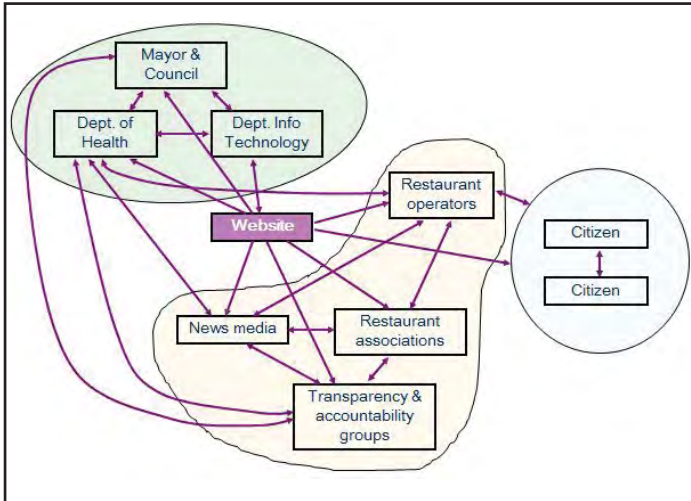 Mayor &
Council
Dept. of
Health
Dept. Info
Technology
Restaurant
operators
Website
Citizen
Citizen
News media
Restaurant
associations
Transparency &
accountability
groups